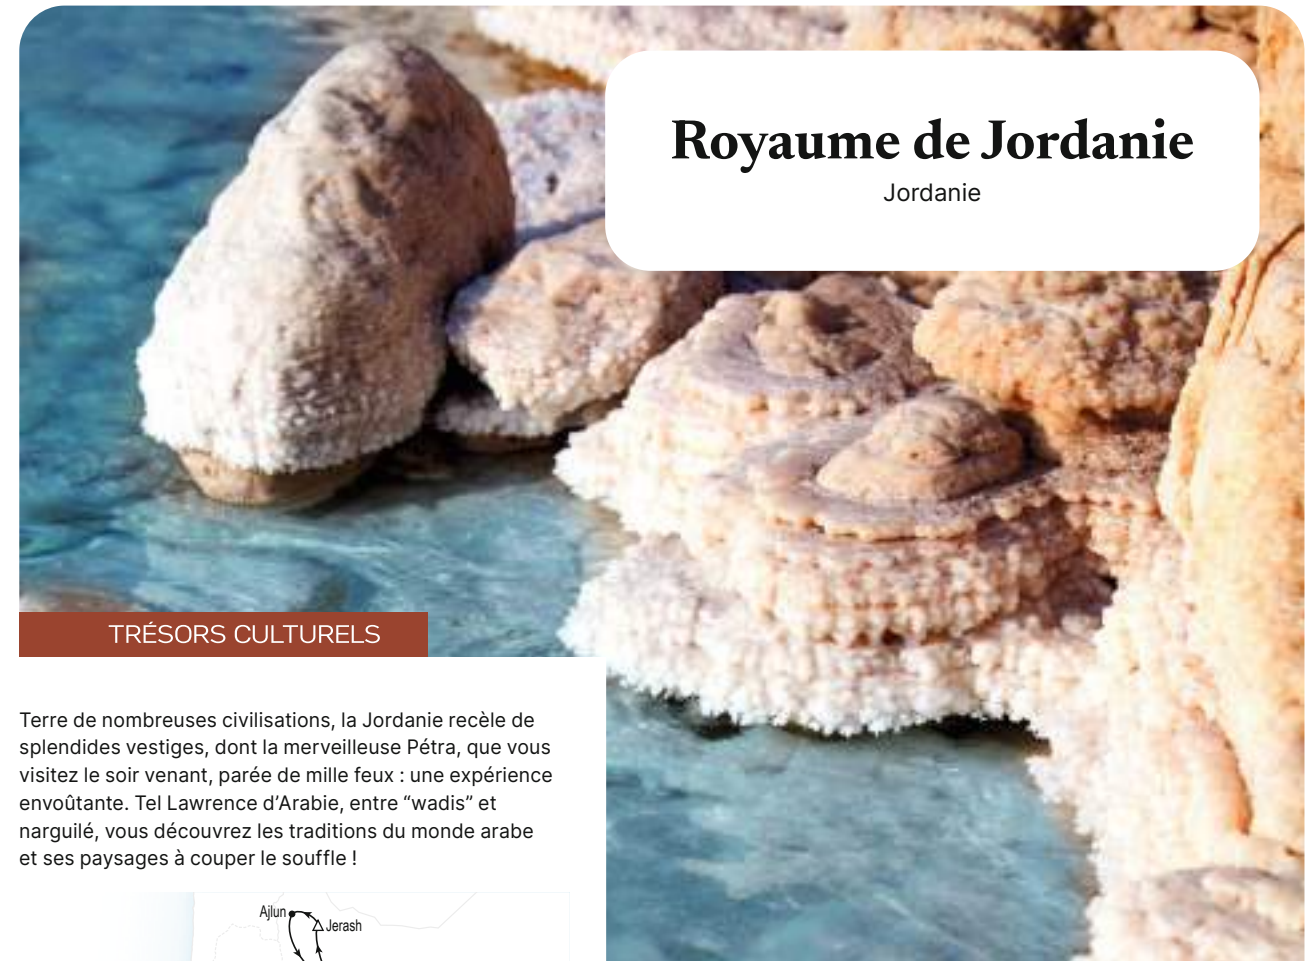 Royaume de Jordanie
Jordanie
TRÉSORS CULTURELS
Terre de nombreuses civilisations, la Jordanie recèle de
splendides vestiges, dont la merveilleuse Pétra, que vous
visitez le soir venant, parée de mille feux : une expérience
envoûtante. Tel Lawrence d’Arabie, entre “wadis” et
narguilé, vous découvrez les traditions du monde arabe
et ses paysages à couper le souffle !
Ajlun
Jerash